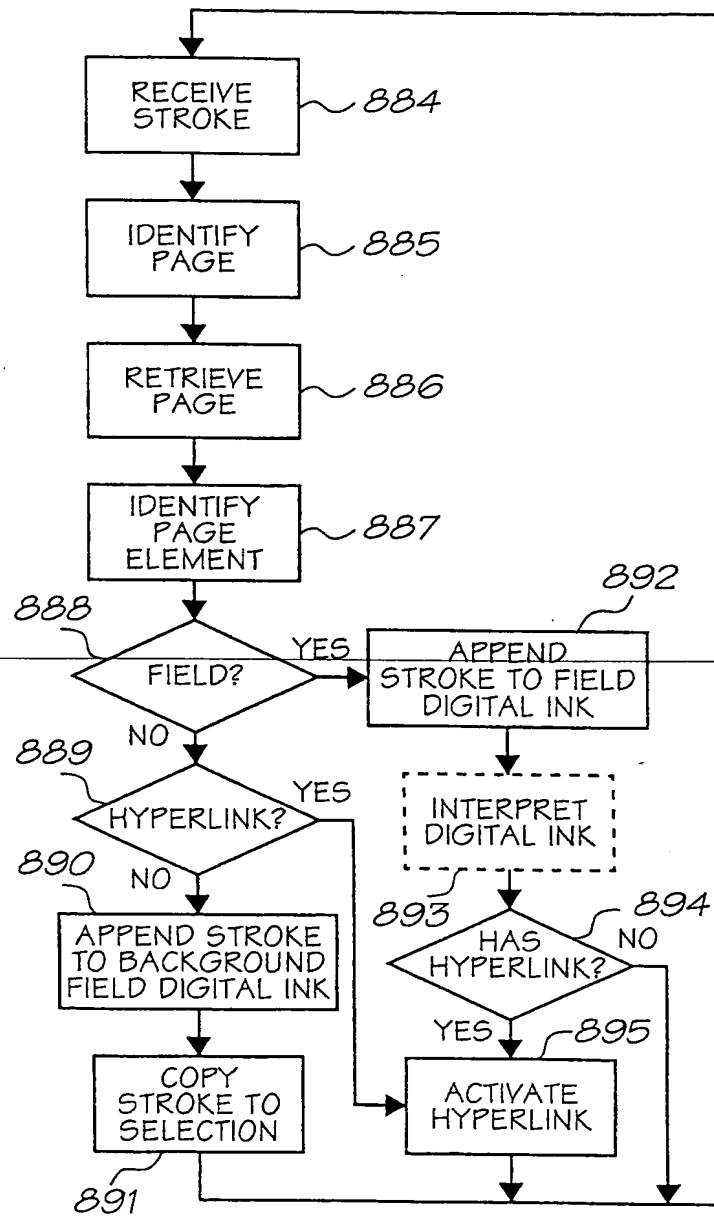 RECEIVE
STROKE
884
IDENTIFY
PAGE
885
RETRIEVE
PAGE
886
IDENTIFY
PAGE
ELEMENT
887
888
FIELD?
YES
NO
892
APPEND
STROKE TO FIELD
DIGITAL INK
889
HYPERLINK?
YES
NO
INTERPRET
DIGITAL INK
893
890
APPEND STROKE
TO BACKGROUND
FIELD DIGITAL INK
894
HAS
HYPERLINK?
NO
YES
895
COPY
STROKE TO
SELECTION
891
ACTIVATE
HYPERLINK